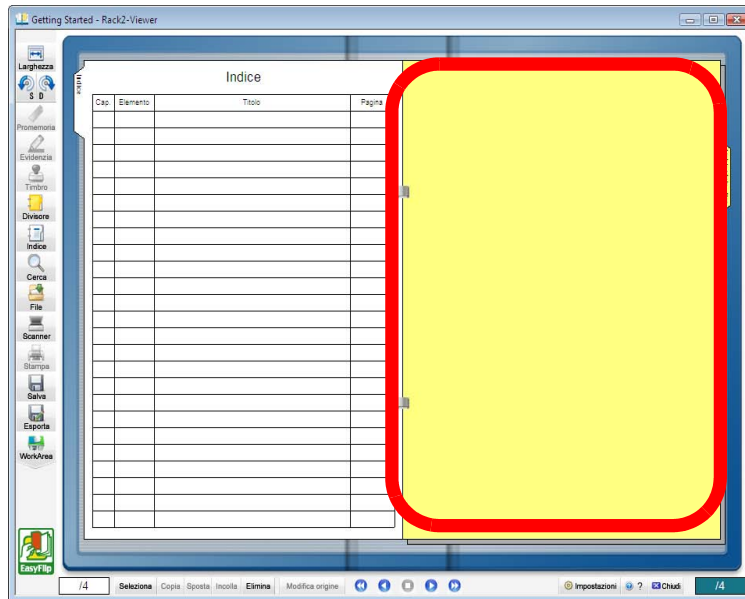 Getting Started - Rack2-Viewer
Larghezza
S D
Promemoria
Evidenzia
Timbro
Divisore
Indice
Cerca
File
Scanner
Stampa
Salva
Esporta
WorkArea
EasyFlip
Indice
Indice
Cap. Elemento Titolo Pagina
/4 Seleziona Copia Sposta Incolla Elimina Modifica origine Impostazioni ? Chiudi /4